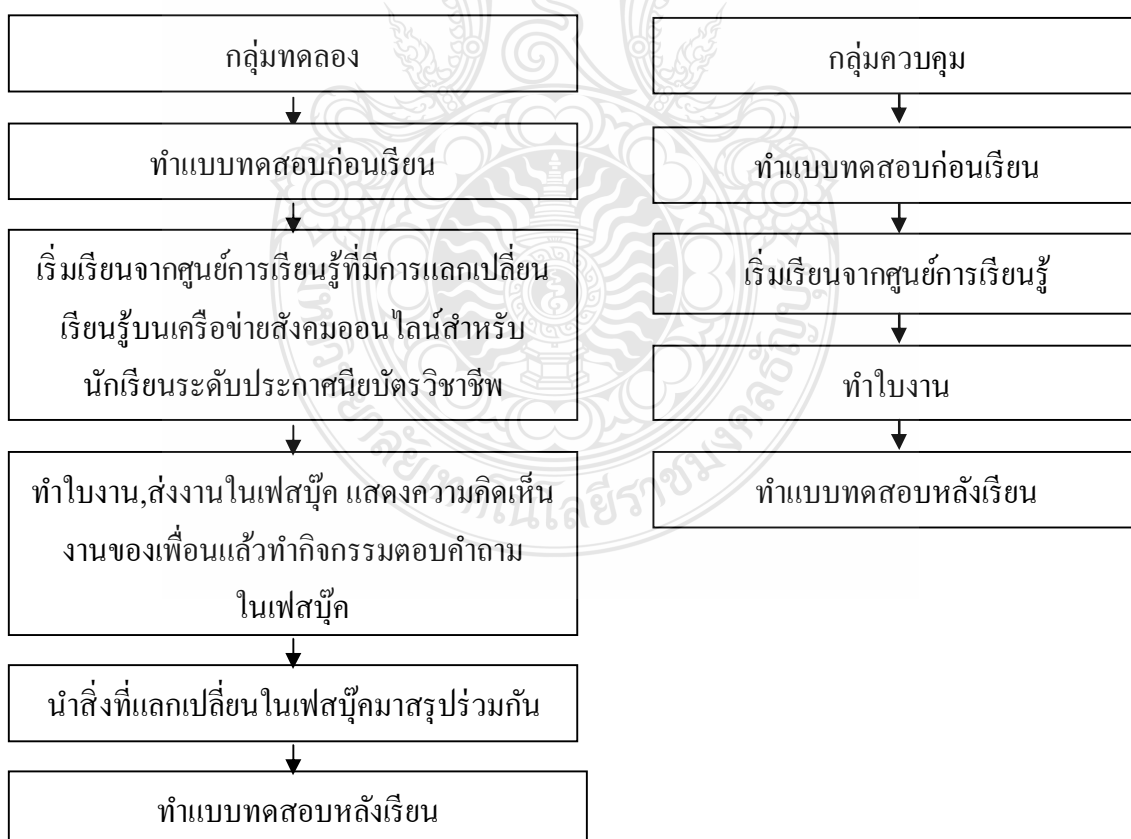 กลุ่มทดลอง
ทำแบบทดสอบก่อนเรียน
เริ่มเรียนจากศูนย์การเรียนรู้ที่มีการแลกเปลี่ยน
เรียนรู้บนเครือข่ายสังคมออนไลน์สำหรับ
นักเรียนระดับประกาศนียบัตรวิชาชีพ
ทำใบงาน,ส่งงานในเฟสบุ๊ค แสดงความคิดเห็น
งานของเพื่อนแล้วทำกิจกรรมตอบคำถาม
ในเฟสบุ๊ค
นำสิ่งที่แลกเปลี่ยนในเฟสบุ๊คมาสรุปร่วมกัน
ทำแบบทดสอบหลังเรียน
กลุ่มควบคุม
ทำแบบทดสอบก่อนเรียน
เริ่มเรียนจากศูนย์การเรียนรู้
ทำใบงาน
ทำแบบทดสอบหลังเรียน